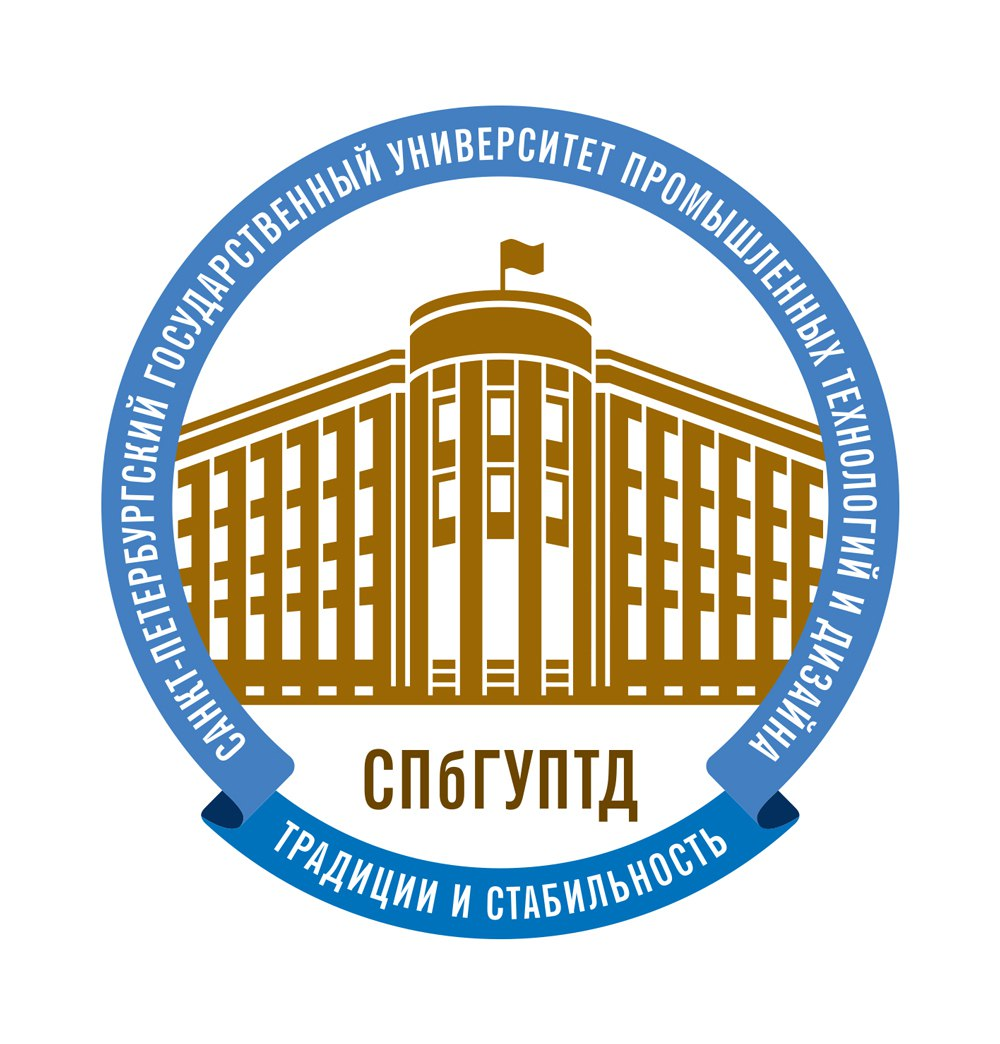 САНКТ-ПЕТЕРБУРГСКИЙ ГОСУДАРСТВЕННЫЙ УНИВЕРСИТЕТ ПРОМЫШЛЕННЫХ ТЕХНОЛОГИЙ И ДИЗАЙНА
СПбГУПТД
ТРАДИЦИИ И СТАБИЛЬНОСТЬ